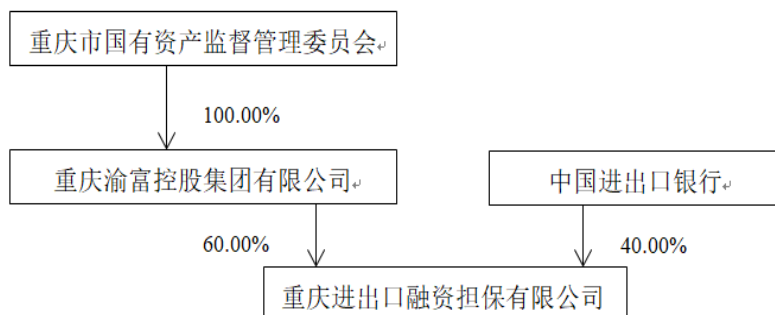 重庆市国有资产监督管理委员会
100.00%
重庆渝富控股集团有限公司
中国进出口银行
60.00%
40.00%
重庆进出口融资担保有限公司